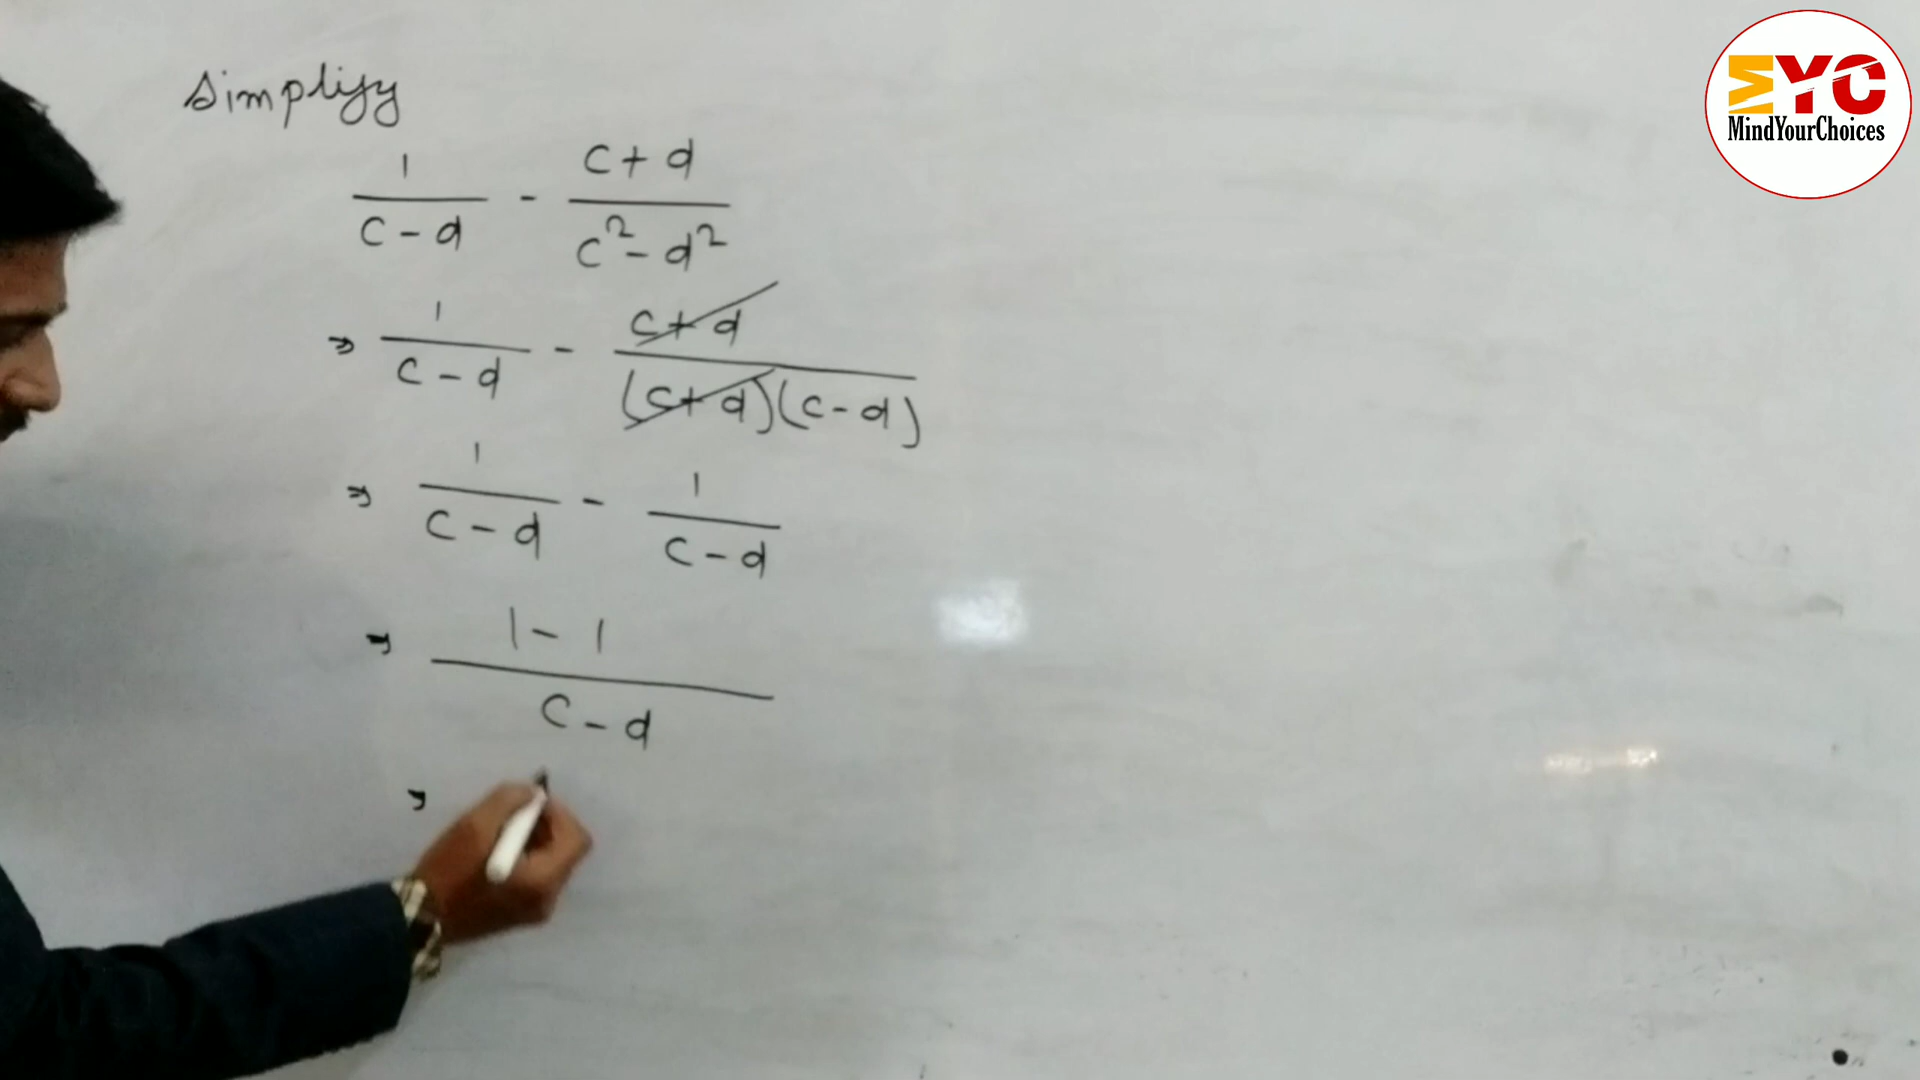 Simplify
1/(c-d) - (c+d)/(c²-d²)
⇒ 1/(c-d) - (c+d)/((c+d)(c-d))
⇒ 1/(c-d) - 1/(c-d)
⇒ (1-1)/(c-d)
MYC
MindYourChoices